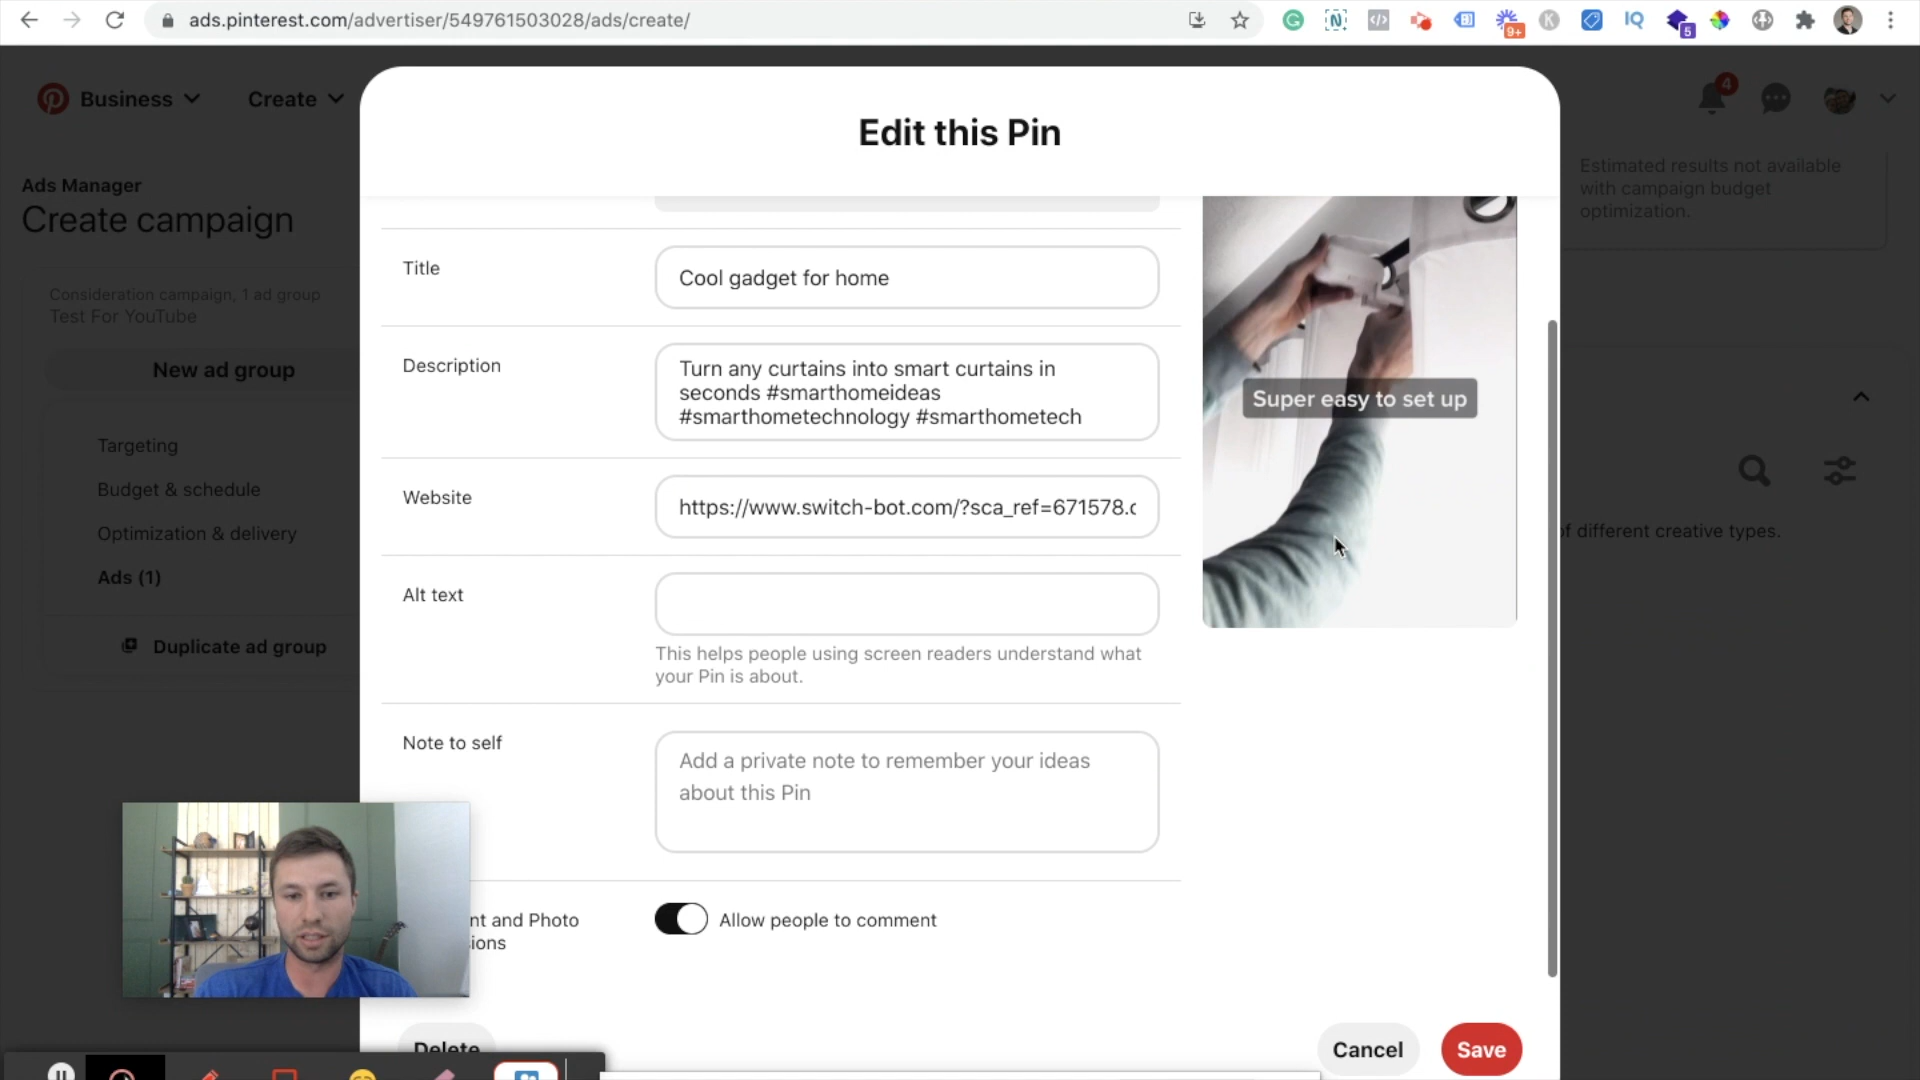 ads.pinterest.com/advertiser/549761503028/ads/create/
9+
K
IQ
5
Business
Create
4
Edit this Pin
Estimated results not available
with campaign budget
optimization.
Ads Manager
Create campaign
Consideration campaign, 1 ad group
Test For YouTube
New ad group
Targeting
Budget & schedule
Optimization & delivery
Ads (1)
Duplicate ad group
Title
Cool gadget for home
Description
Turn any curtains into smart curtains in
seconds #smarthomeideas
#smarthometechnology #smarthometech
Super easy to set up
Website
https://www.switch-bot.com/?sca_ref=671578.c
of different creative types.
Alt text
This helps people using screen readers understand what
your Pin is about.
Note to self
Add a private note to remember your ideas
about this Pin
nt and Photo
ions
Allow people to comment
Delete
Cancel
Save